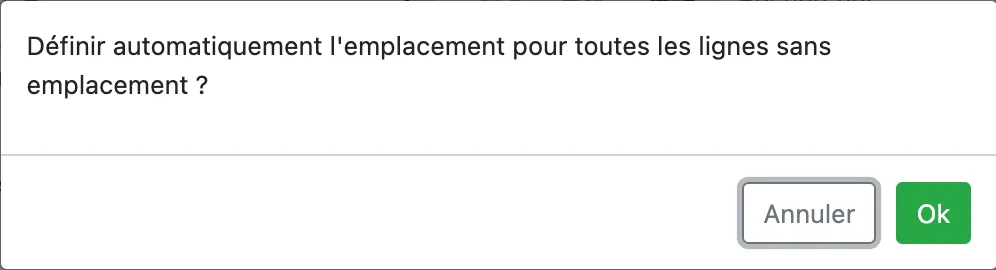 Définir automatiquement l'emplacement pour toutes les lignes sans
emplacement ?
Annuler
Ok